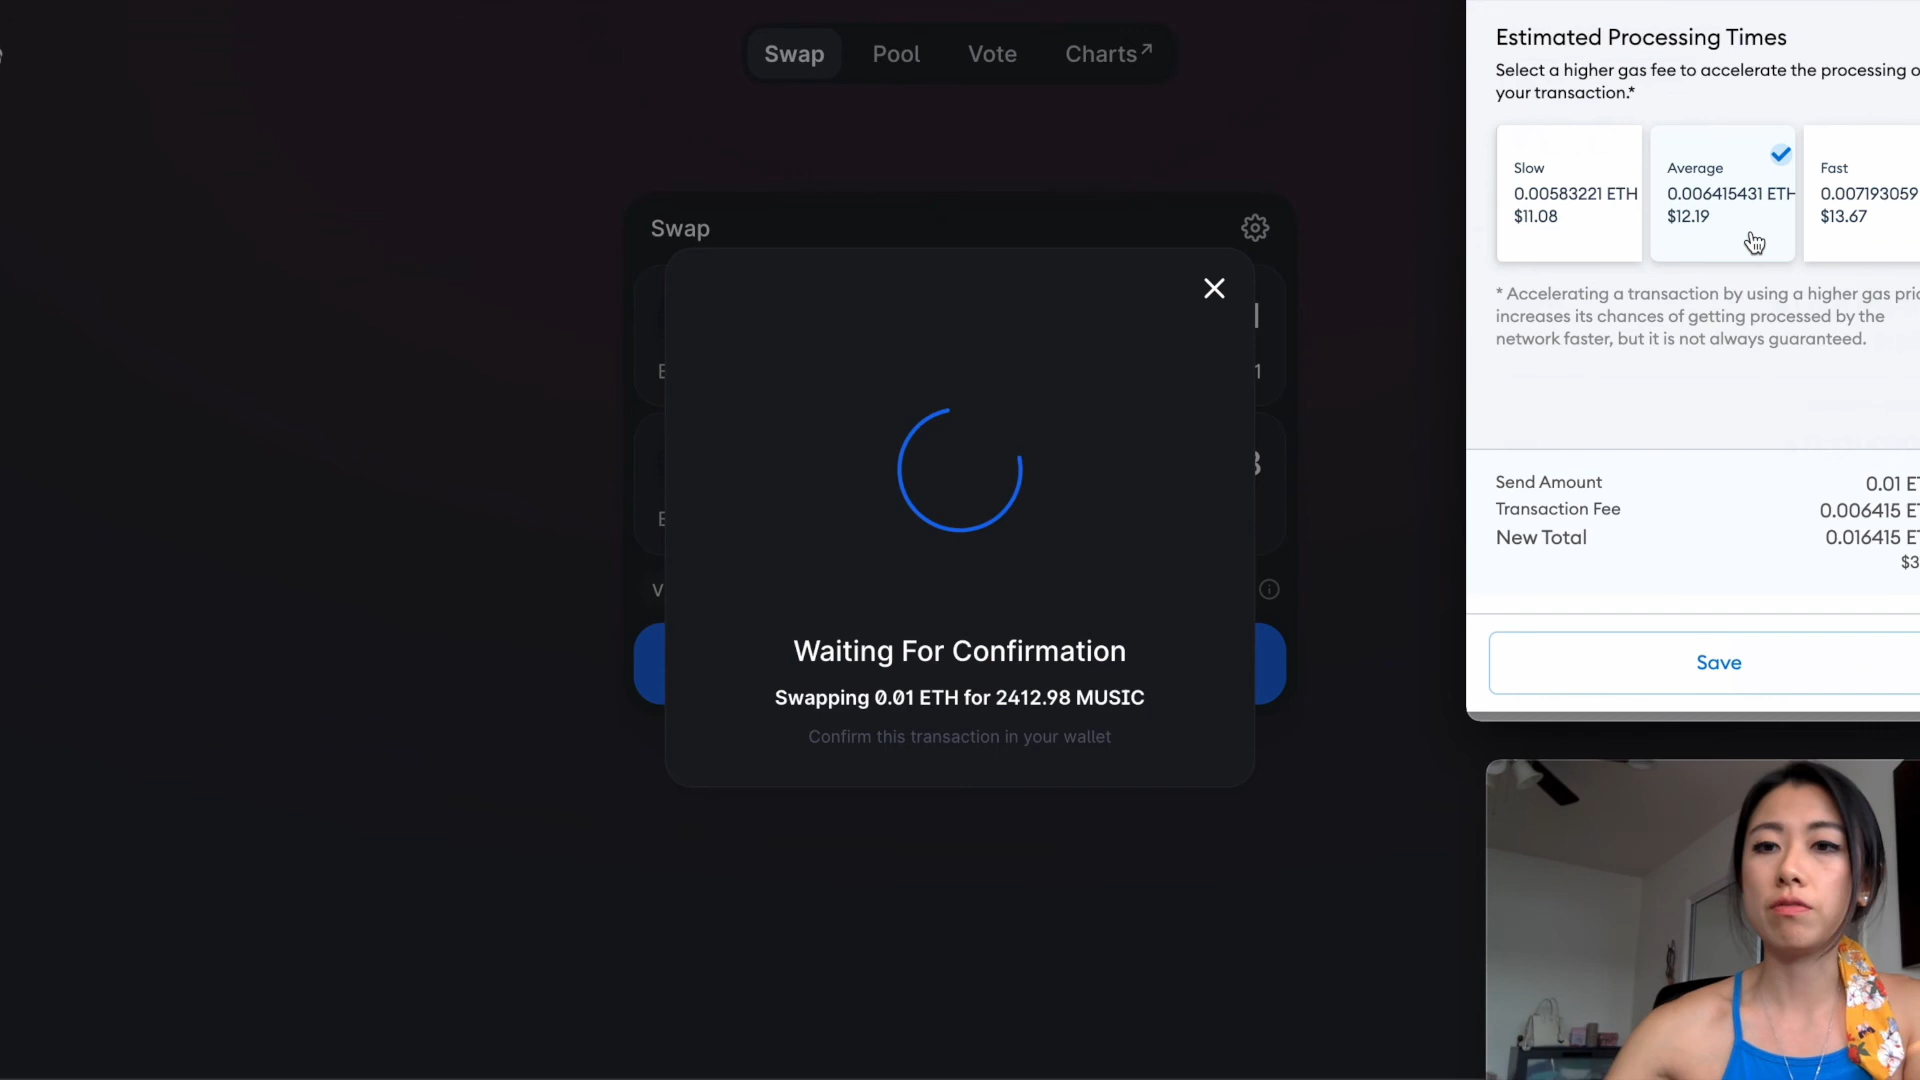 Swap Pool Vote Charts↗
Swap
E
1
E
V
Waiting For Confirmation
Swapping 0.01 ETH for 2412.98 MUSIC
Confirm this transaction in your wallet
Estimated Processing Times
Select a higher gas fee to accelerate the processing o
your transaction.*
Slow
0.00583221 ETH
$11.08
Average
0.006415431 ETH
$12.19
Fast
0.007193059
$13.67
* Accelerating a transaction by using a higher gas pric
increases its chances of getting processed by the
network faster, but it is not always guaranteed.
Send Amount 0.01 ET
Transaction Fee 0.006415 ET
New Total 0.016415 ET
$3
Save